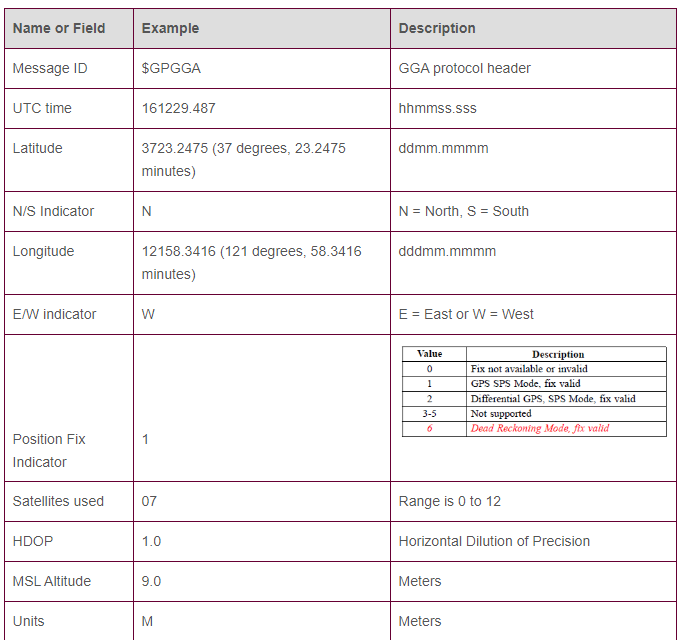 Name or Field Example Description
Message ID $GPGGA GGA protocol header
UTC time 161229.487 hhmmss.sss
Latitude 3723.2475 (37 degrees, 23.2475 ddmm.mmmm
minutes)
N/S Indicator N N = North, S = South
Longitude 12158.3416 (121 degrees, 58.3416 dddmm.mmmm
minutes)
E/W indicator W E = East or W = West
Value Description
0 Fix not available or invalid
1 GPS SPS Mode, fix valid
2 Differential GPS, SPS Mode, fix valid
3-5 Not supported
6 Dead Reckoning Mode, fix valid
Position Fix 1
Indicator
Satellites used 07 Range is 0 to 12
HDOP 1.0 Horizontal Dilution of Precision
MSL Altitude 9.0 Meters
Units M Meters